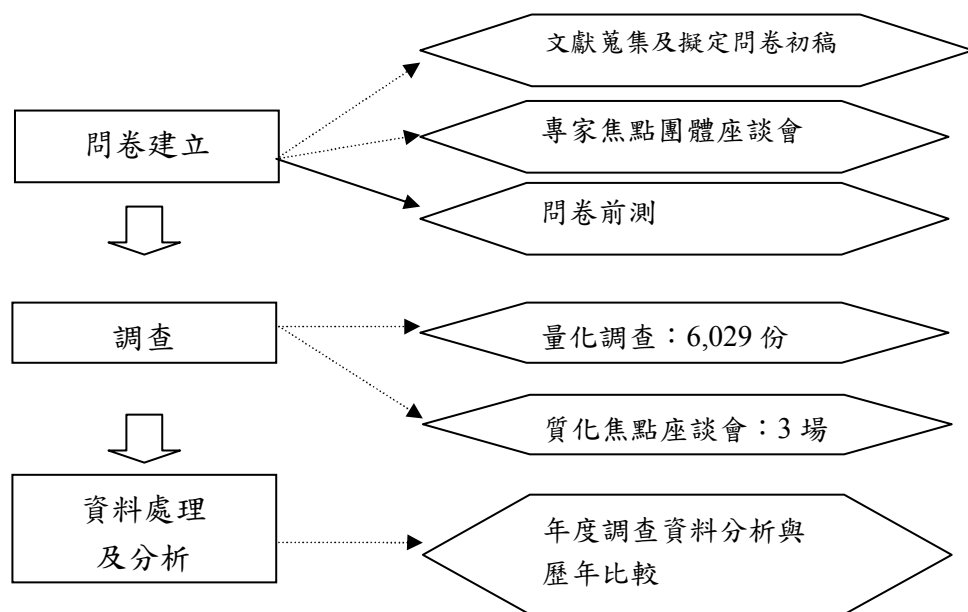 文獻蒐集及擬定問卷初稿
問卷建立
專家焦點團體座談會
問卷前測
調查
量化調查：6,029 份
質化焦點座談會：3 場
資料處理
及分析
年度調查資料分析與
歷年比較